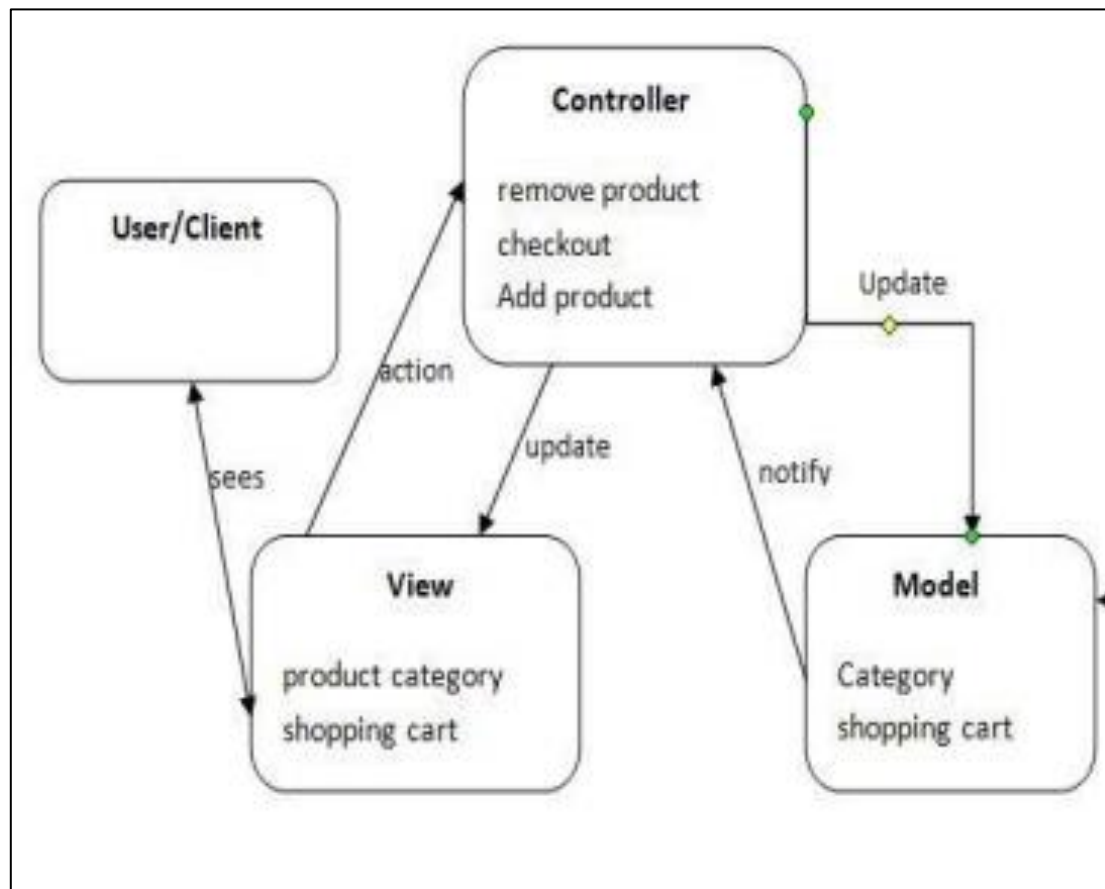 Controller
remove product
checkout
Add product
User/Client
Update
action
update
sees
notify
View
product category
shopping cart
Model
Category
shopping cart